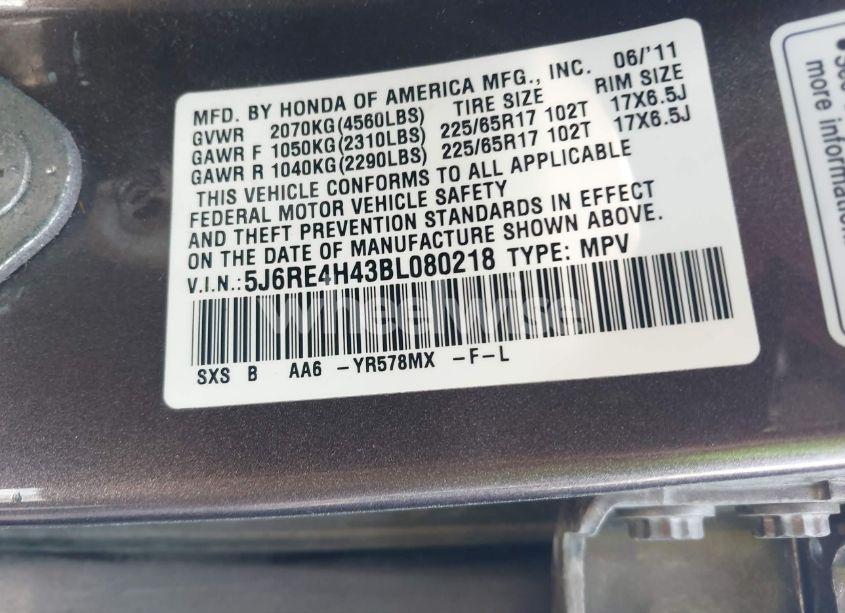 MFD. BY HONDA OF AMERICA MFG., INC. 06/'11
GVWR 2070KG(4560LBS) TIRE SIZE RIM SIZE
GAWR F 1050KG(2310LBS) 225/65R17 102T 17X6.5J
GAWR R 1040KG(2290LBS) 225/65R17 102T 17X6.5J
THIS VEHICLE CONFORMS TO ALL APPLICABLE
FEDERAL MOTOR VEHICLE SAFETY
AND THEFT PREVENTION STANDARDS IN EFFECT
ON THE DATE OF MANUFACTURE SHOWN ABOVE.
V.I.N.:5J6RE4H43BL080218 TYPE: MPV
wheelwise
SXS B AA6 -YR578MX -F-L
See
more information